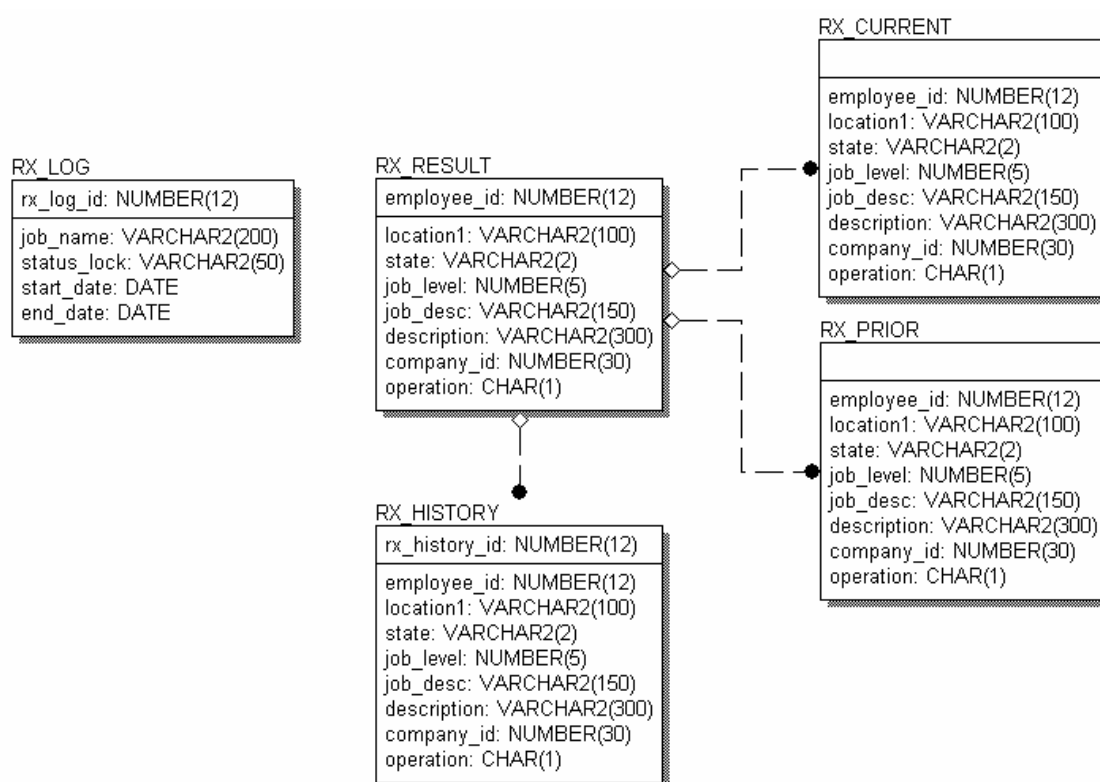 RX_LOG
rx_log_id: NUMBER(12)
job_name: VARCHAR2(200)
status_lock: VARCHAR2(50)
start_date: DATE
end_date: DATE
RX_RESULT
employee_id: NUMBER(12)
location1: VARCHAR2(100)
state: VARCHAR2(2)
job_level: NUMBER(5)
job_desc: VARCHAR2(150)
description: VARCHAR2(300)
company_id: NUMBER(30)
operation: CHAR(1)
RX_HISTORY
rx_history_id: NUMBER(12)
employee_id: NUMBER(12)
location1: VARCHAR2(100)
state: VARCHAR2(2)
job_level: NUMBER(5)
job_desc: VARCHAR2(150)
description: VARCHAR2(300)
company_id: NUMBER(30)
operation: CHAR(1)
RX_CURRENT
employee_id: NUMBER(12)
location1: VARCHAR2(100)
state: VARCHAR2(2)
job_level: NUMBER(5)
job_desc: VARCHAR2(150)
description: VARCHAR2(300)
company_id: NUMBER(30)
operation: CHAR(1)
RX_PRIOR
employee_id: NUMBER(12)
location1: VARCHAR2(100)
state: VARCHAR2(2)
job_level: NUMBER(5)
job_desc: VARCHAR2(150)
description: VARCHAR2(300)
company_id: NUMBER(30)
operation: CHAR(1)